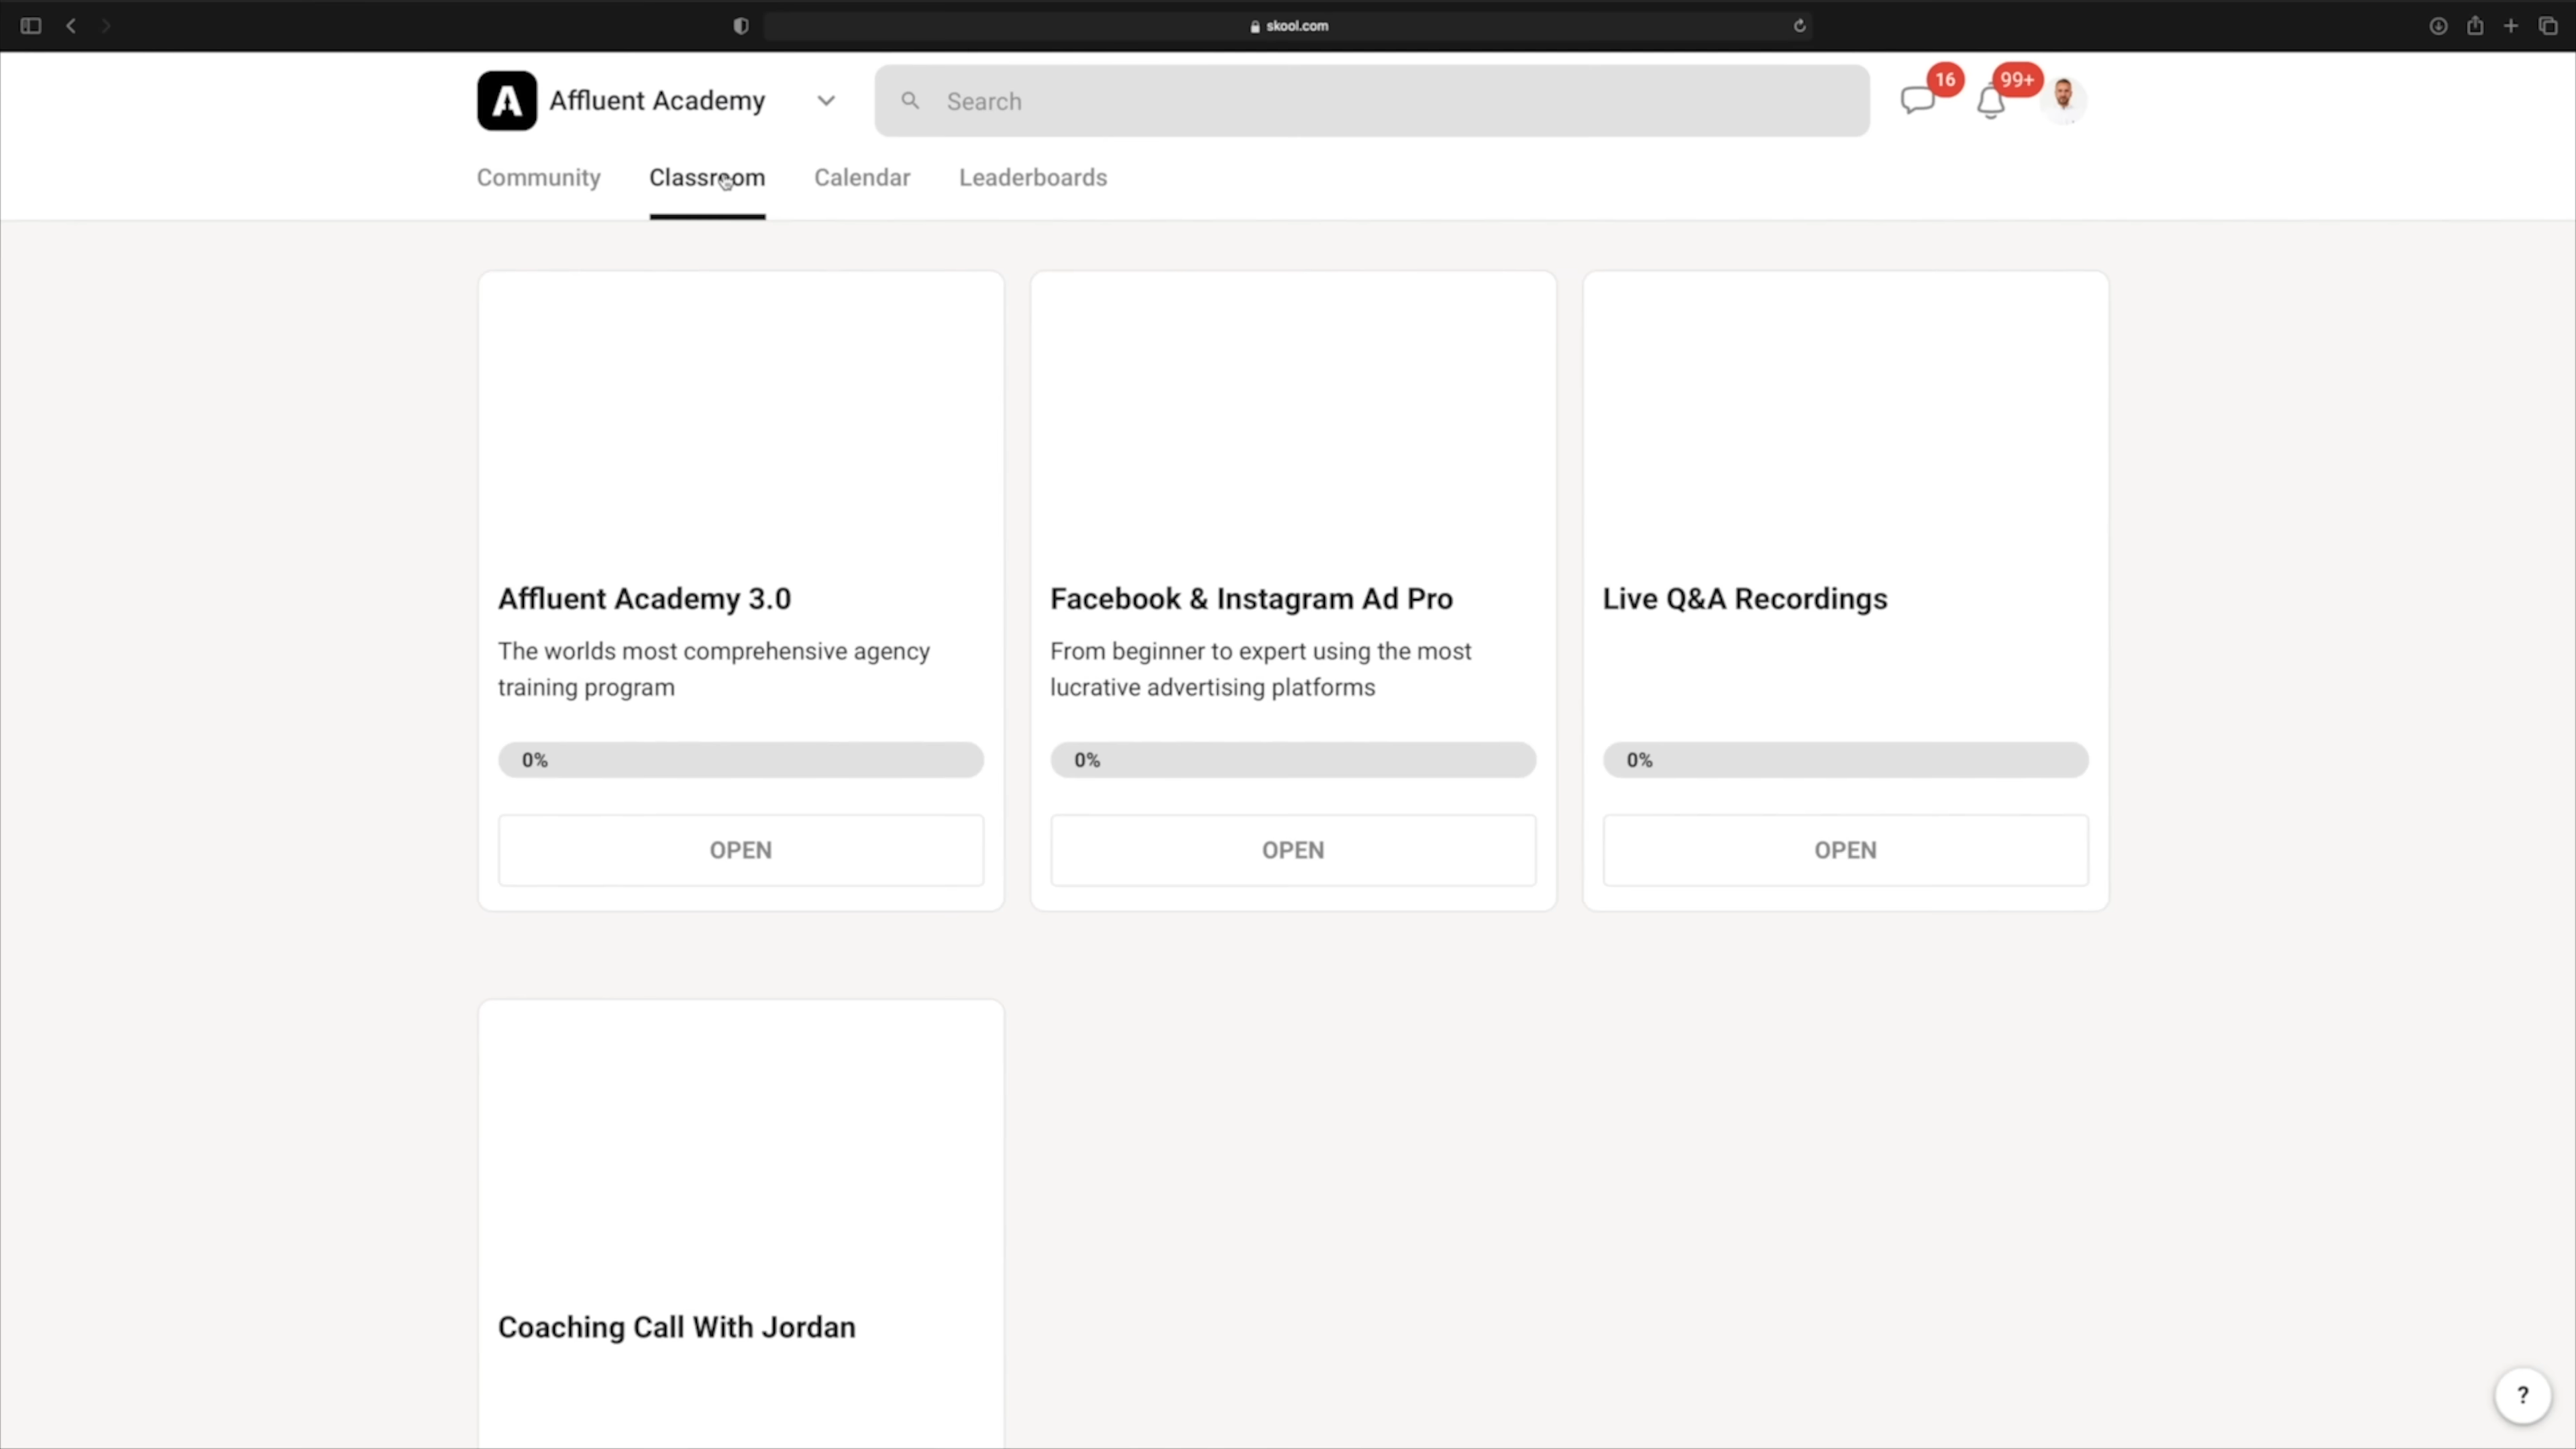 skool.com
Affluent Academy
Search
16
99+
Community
Classroom
Calendar
Leaderboards
Affluent Academy 3.0
The worlds most comprehensive agency
training program
0%
OPEN
Facebook & Instagram Ad Pro
From beginner to expert using the most
lucrative advertising platforms
0%
OPEN
Live Q&A Recordings
0%
OPEN
Coaching Call With Jordan
?